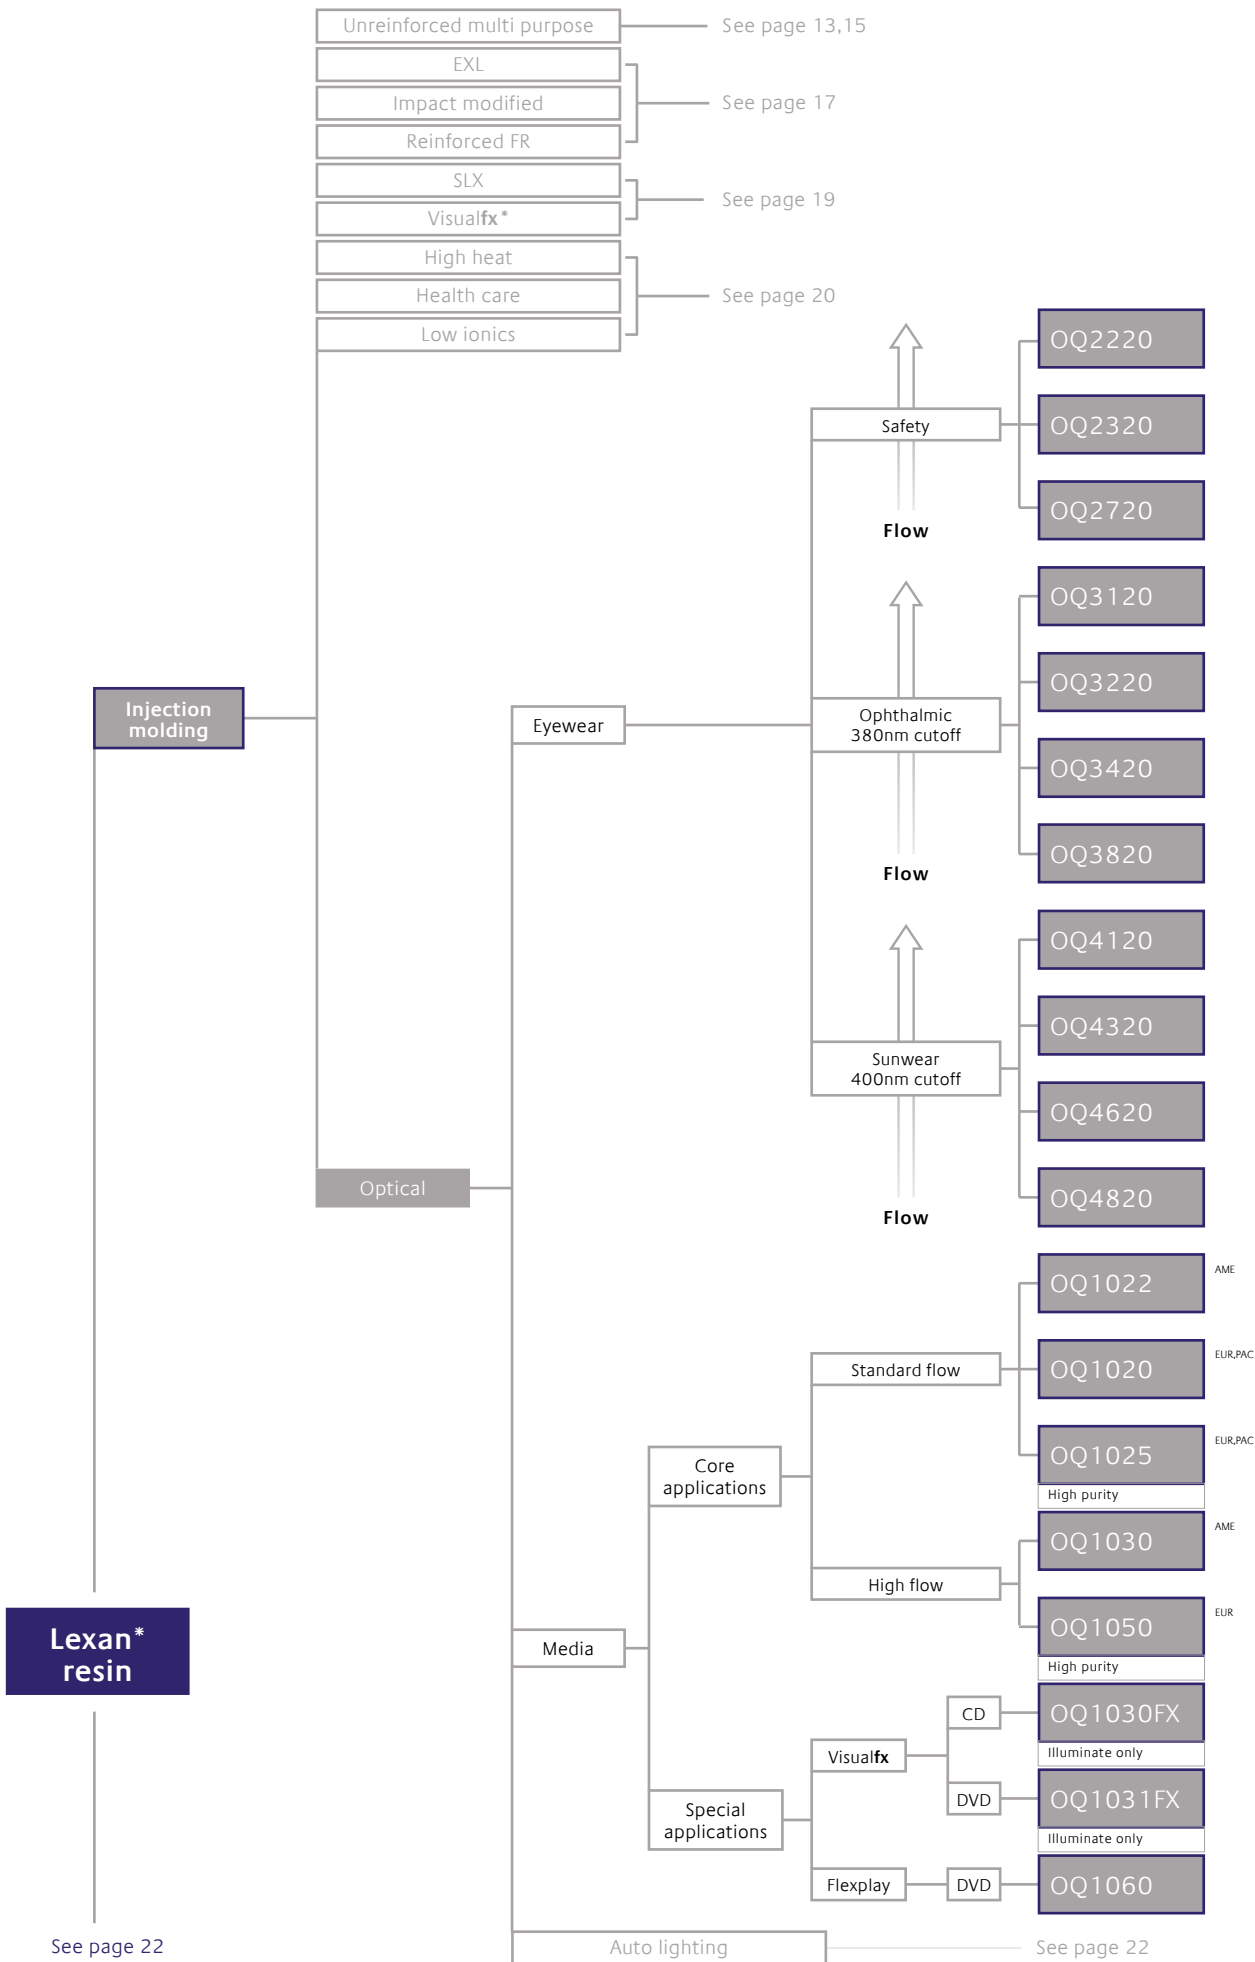 Unreinforced multi purpose
See page 13,15
EXL
Impact modified
See page 17
Reinforced FR
SLX
See page 19
Visualfx*
High heat
Health care
See page 20
Low ionics
OQ2220
Safety
OQ2320
OQ2720
Flow
OQ3120
OQ3220
Injection
molding
Eyewear
Ophthalmic
380nm cutoff
OQ3420
OQ3820
Flow
OQ4120
OQ4320
Sunwear
400nm cutoff
OQ4620
Optical
OQ4820
Flow
OQ1022
AME
Standard flow
OQ1020
EUR,PAC
OQ1025
EUR,PAC
High purity
Core
applications
OQ1030
AME
High flow
OQ1050
EUR
High purity
Lexan*
resin
Media
CD
OQ1030FX
Illuminate only
Visualfx
DVD
OQ1031FX
Illuminate only
Special
applications
Flexplay
DVD
OQ1060
See page 22
Auto lighting
See page 22